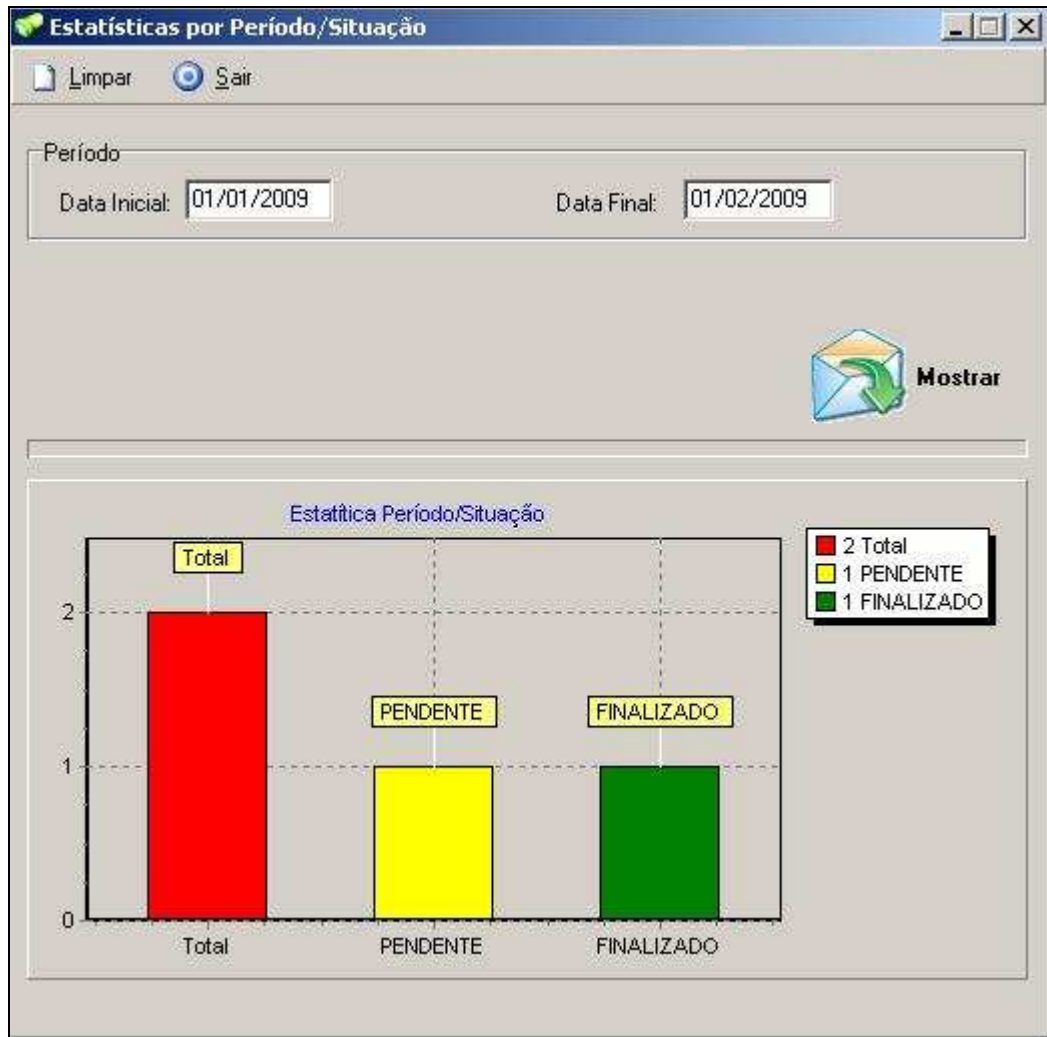 Estatísticas por Período/Situação
Limpar Sair
Período
Data Inicial: 01/01/2009 Data Final: 01/02/2009
Mostrar
Estatítica Período/Situação
2 Total
1 PENDENTE
1 FINALIZADO
Total
PENDENTE FINALIZADO
2
1
0
Total PENDENTE FINALIZADO